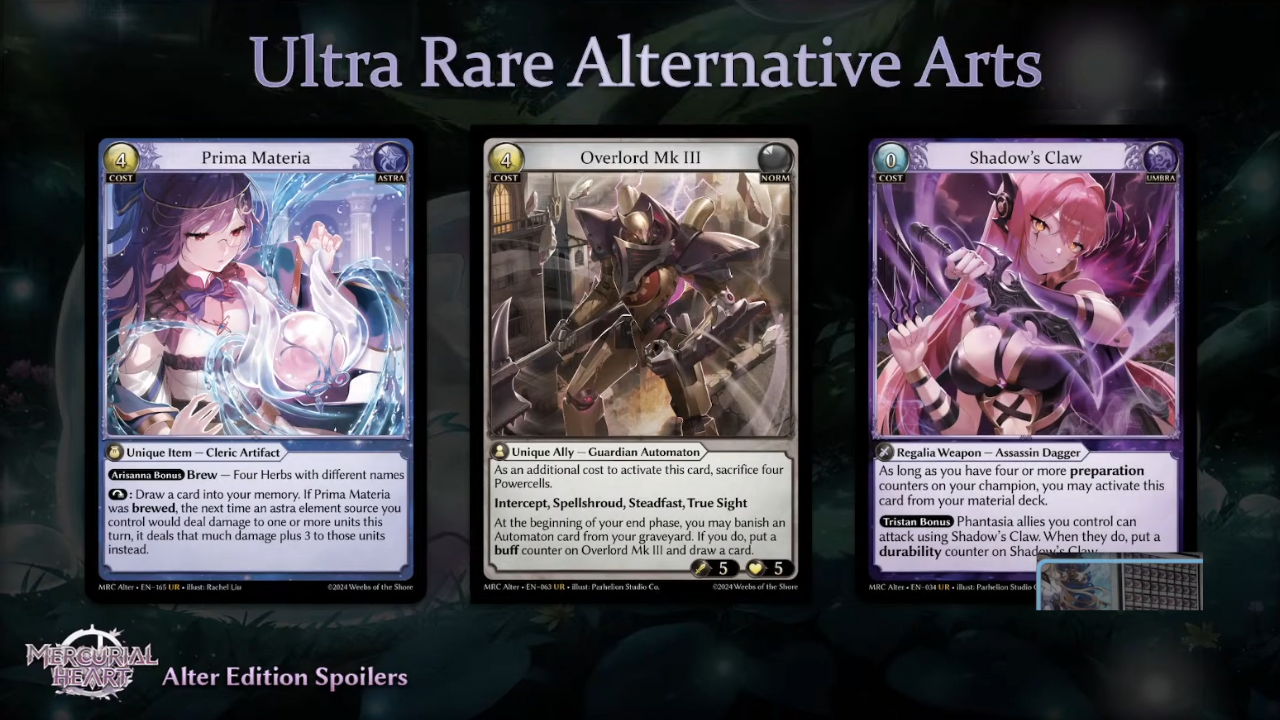 Ultra Rare Alternative Arts
4
COST
Prima Materia
ASTRA
Unique Item — Cleric Artifact
Arisanna Bonus Brew — Four Herbs with different names
: Draw a card into your memory. If Prima Materia
was brewed, the next time an astra element source you
control would deal damage to one or more units this
turn, it deals that much damage plus 3 to those units
instead.
MRC Alter • EN-165 UR • illust: Rachel Liu
©2024 Weebs of the Shore
4
COST
Overlord Mk III
NORM
Unique Ally — Guardian Automaton
As an additional cost to activate this card, sacrifice four
Powercells.
Intercept, Spellshroud, Steadfast, True Sight
At the beginning of your end phase, you may banish an
Automaton card from your graveyard. If you do, put a
buff counter on Overlord Mk III and draw a card.
5
5
MRC Alter • EN-063 UR • illust: Parhelion Studio Co.
©2024 Weebs of the Shore
0
COST
Shadow's Claw
UMBRA
Regalia Weapon — Assassin Dagger
As long as you have four or more preparation
counters on your champion, you may activate this
card from your material deck.
Tristan Bonus Phantasia allies you control can
attack using Shadow's Claw. When they do, put a
durability counter on Shadow's Claw.
MRC Alter • EN-034 UR • illust: Parhelion Studio
MERCURIAL
HEART
Alter Edition Spoilers